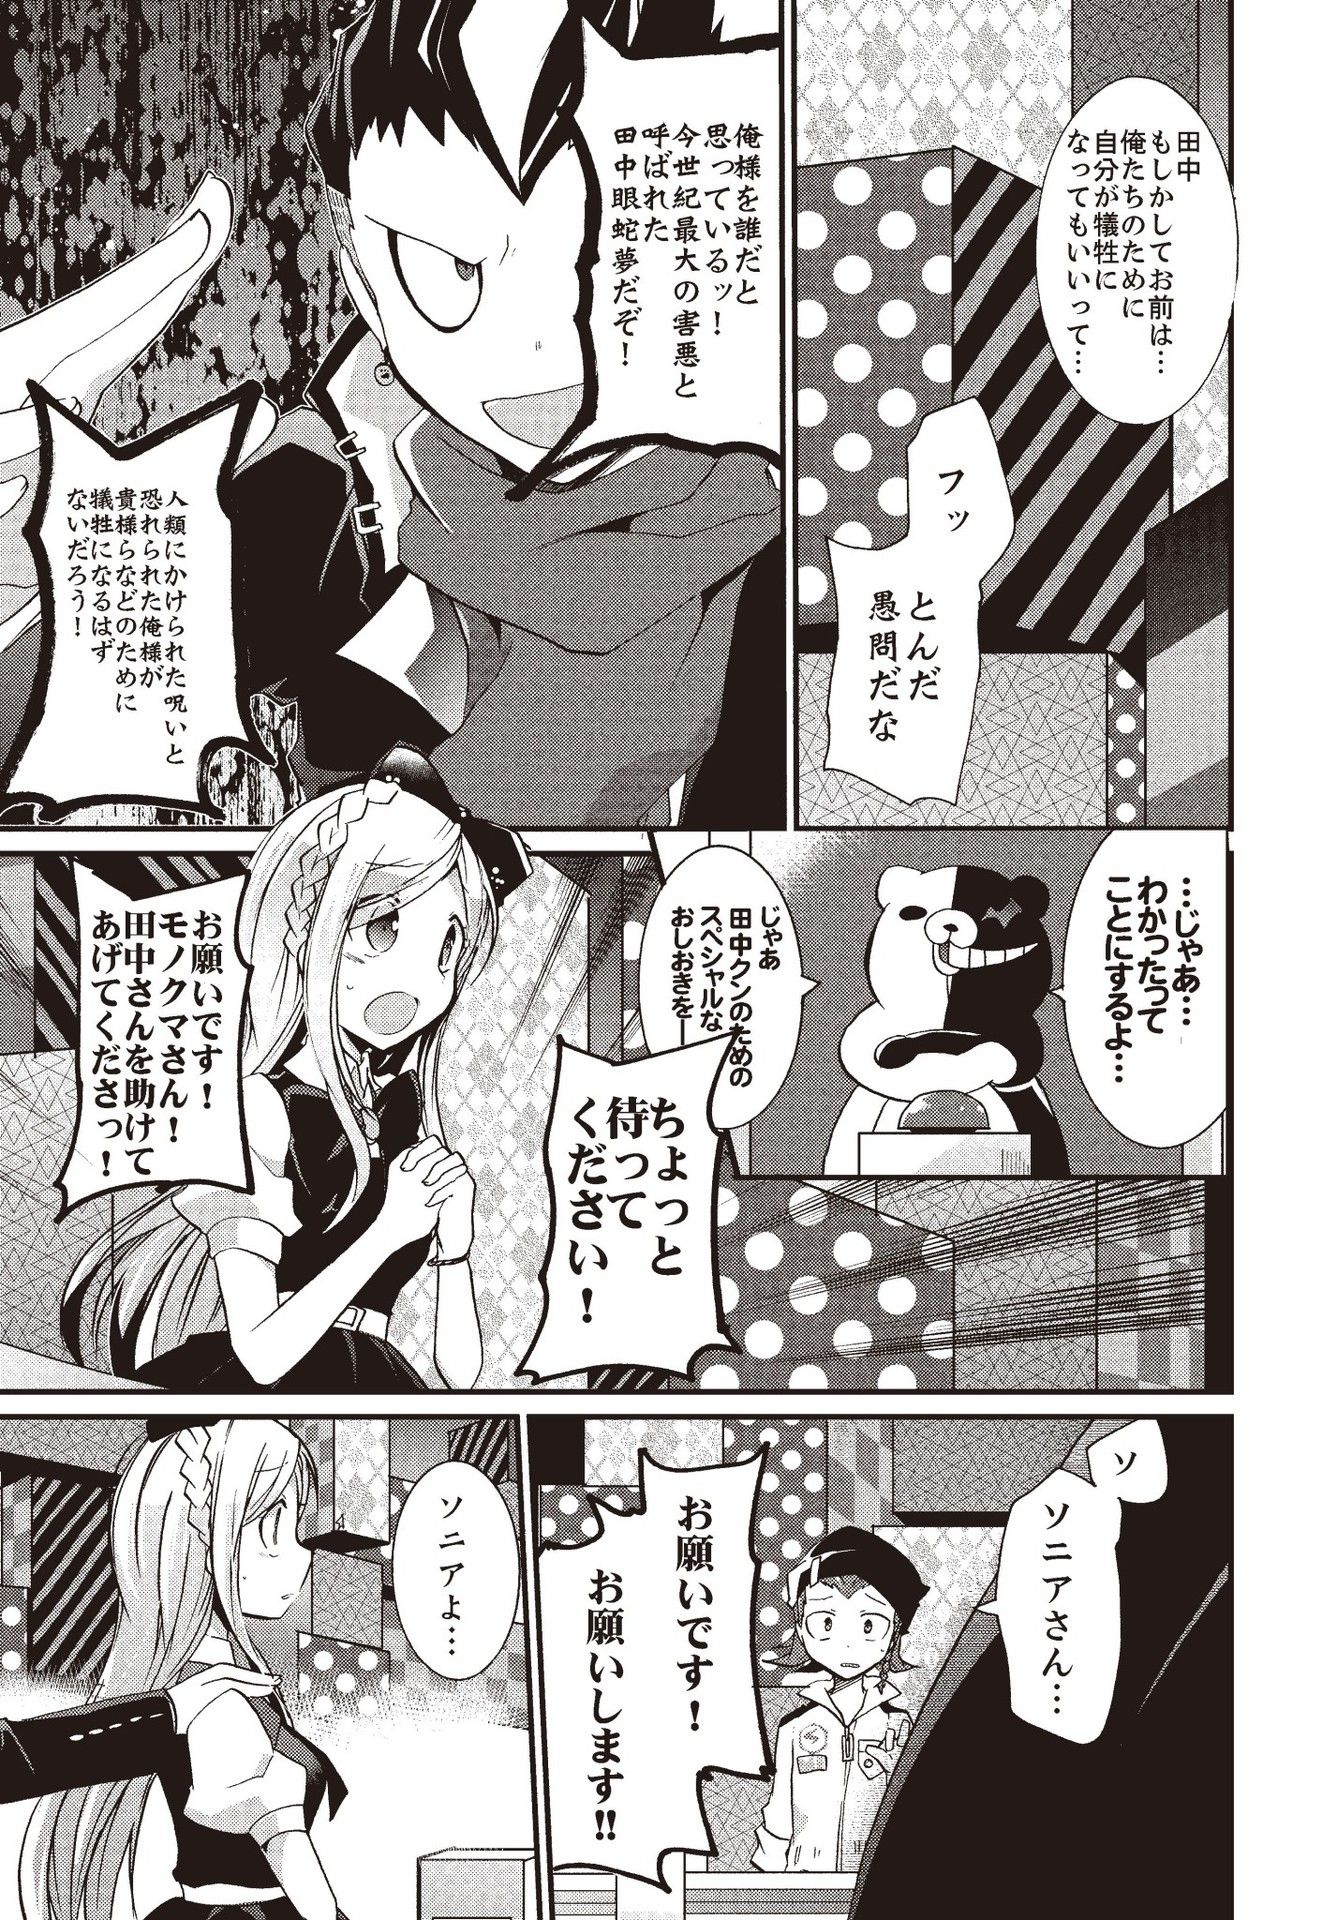 田中
もしかしてお前は…
俺たちのために
自分が犠牲に
なってもいいって…
フッ
とんだ
愚問だな
俺様を誰だと
思っているッ！
今世紀最大の害悪と
呼ばれた
田中眼蛇夢だぞ！
人類にかけられた呪いと
恐れられた俺様が
貴様らなどのために
犠牲になるはず
ないだろう！
…じゃあ…
わかったって
ことにするよ…
じゃあ
田中クンのための
スペシャルな
おしおきを―
ちょっと
待って
ください！
お願いです！
モノクマさん！
田中さんを助けて
あげてくださっ！
ソ
ソニアさん…
お願いです！
お願いします!!
ソニアよ…